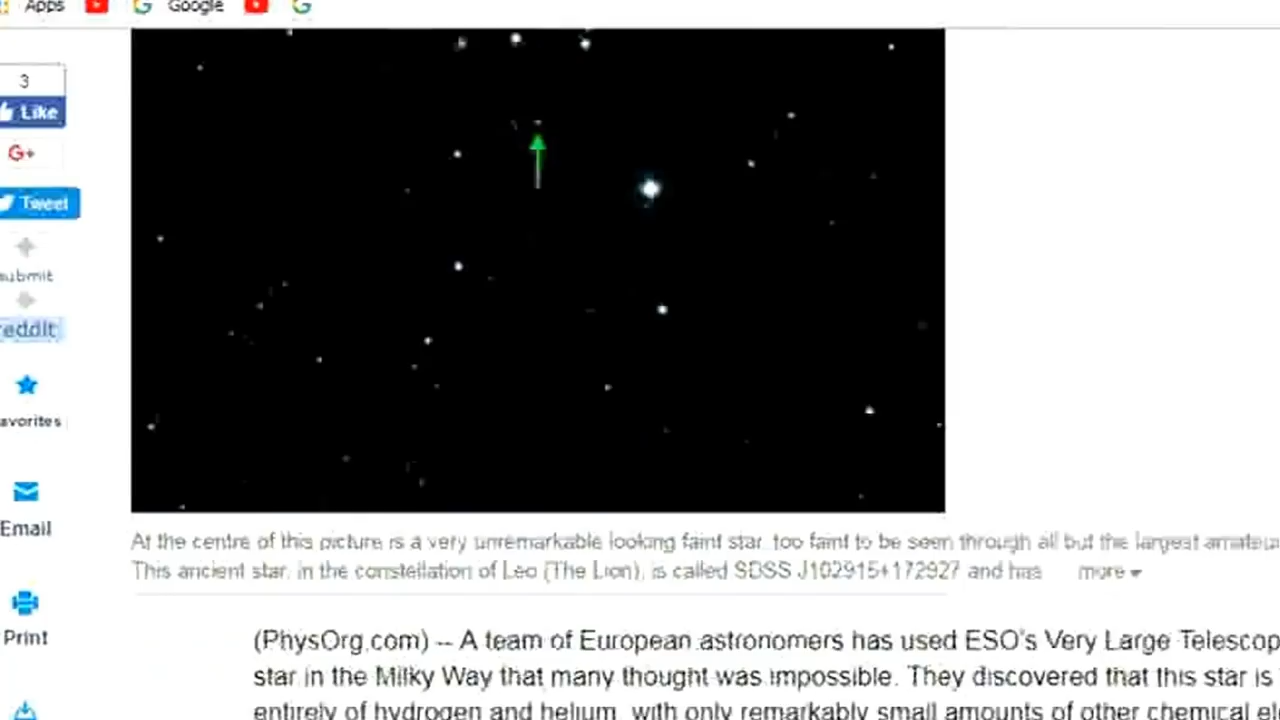 Apps Google
3
Like
G+
Tweet
submit
reddit
avorites
Email
Print
At the centre of this picture is a very unremarkable looking faint star, too faint to be seen through all but the largest amateu
This ancient star, in the constellation of Leo (The Lion), is called SDSS J102915+172927 and has more
(PhysOrg.com) -- A team of European astronomers has used ESO's Very Large Telescop
star in the Milky Way that many thought was impossible. They discovered that this star is
entirely of hydrogen and helium, with only remarkably small amounts of other chemical el